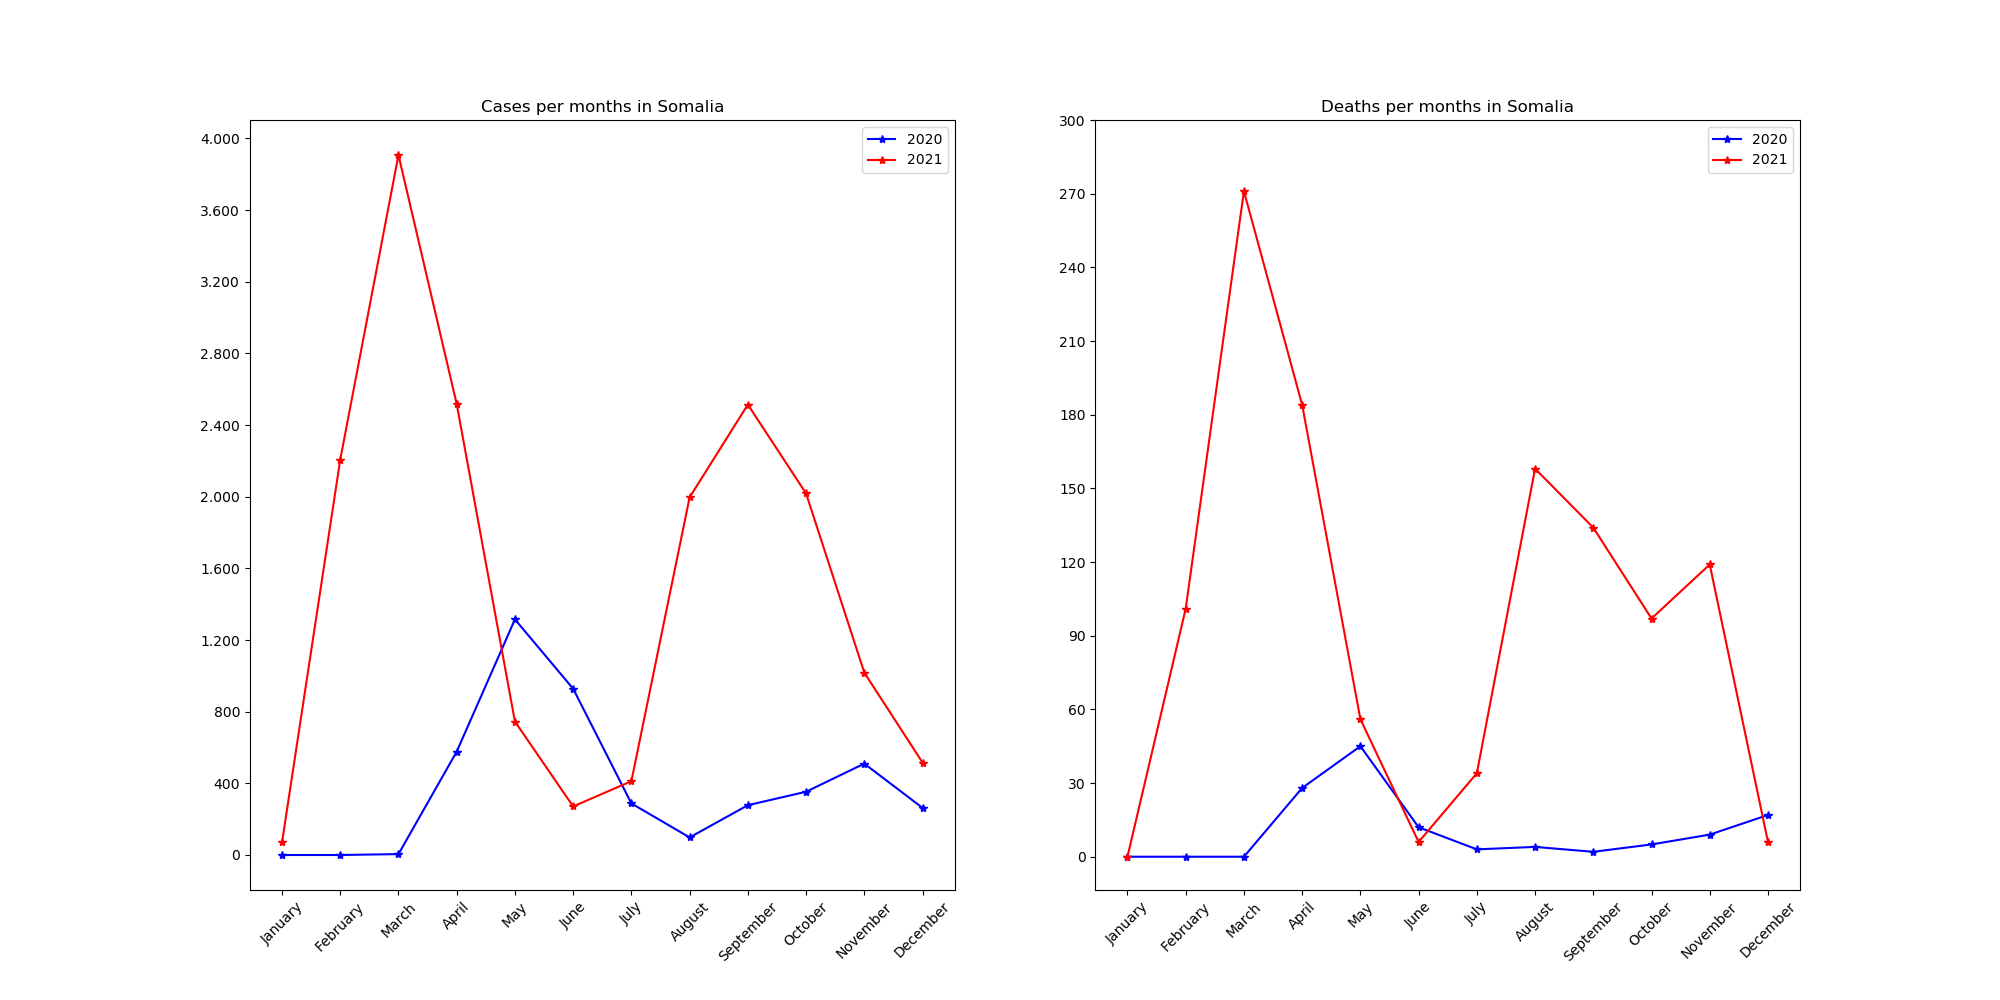 Cases per months in Somalia
4.000
3.600
3.200
2.800
2.400
2.000
1.600
1.200
800
400
0
January
February
March
April
May
June
July
August
September
October
November
December
2020
2021
Deaths per months in Somalia
300
270
240
210
180
150
120
90
60
30
0
January
February
March
April
May
June
July
August
September
October
November
December
2020
2021